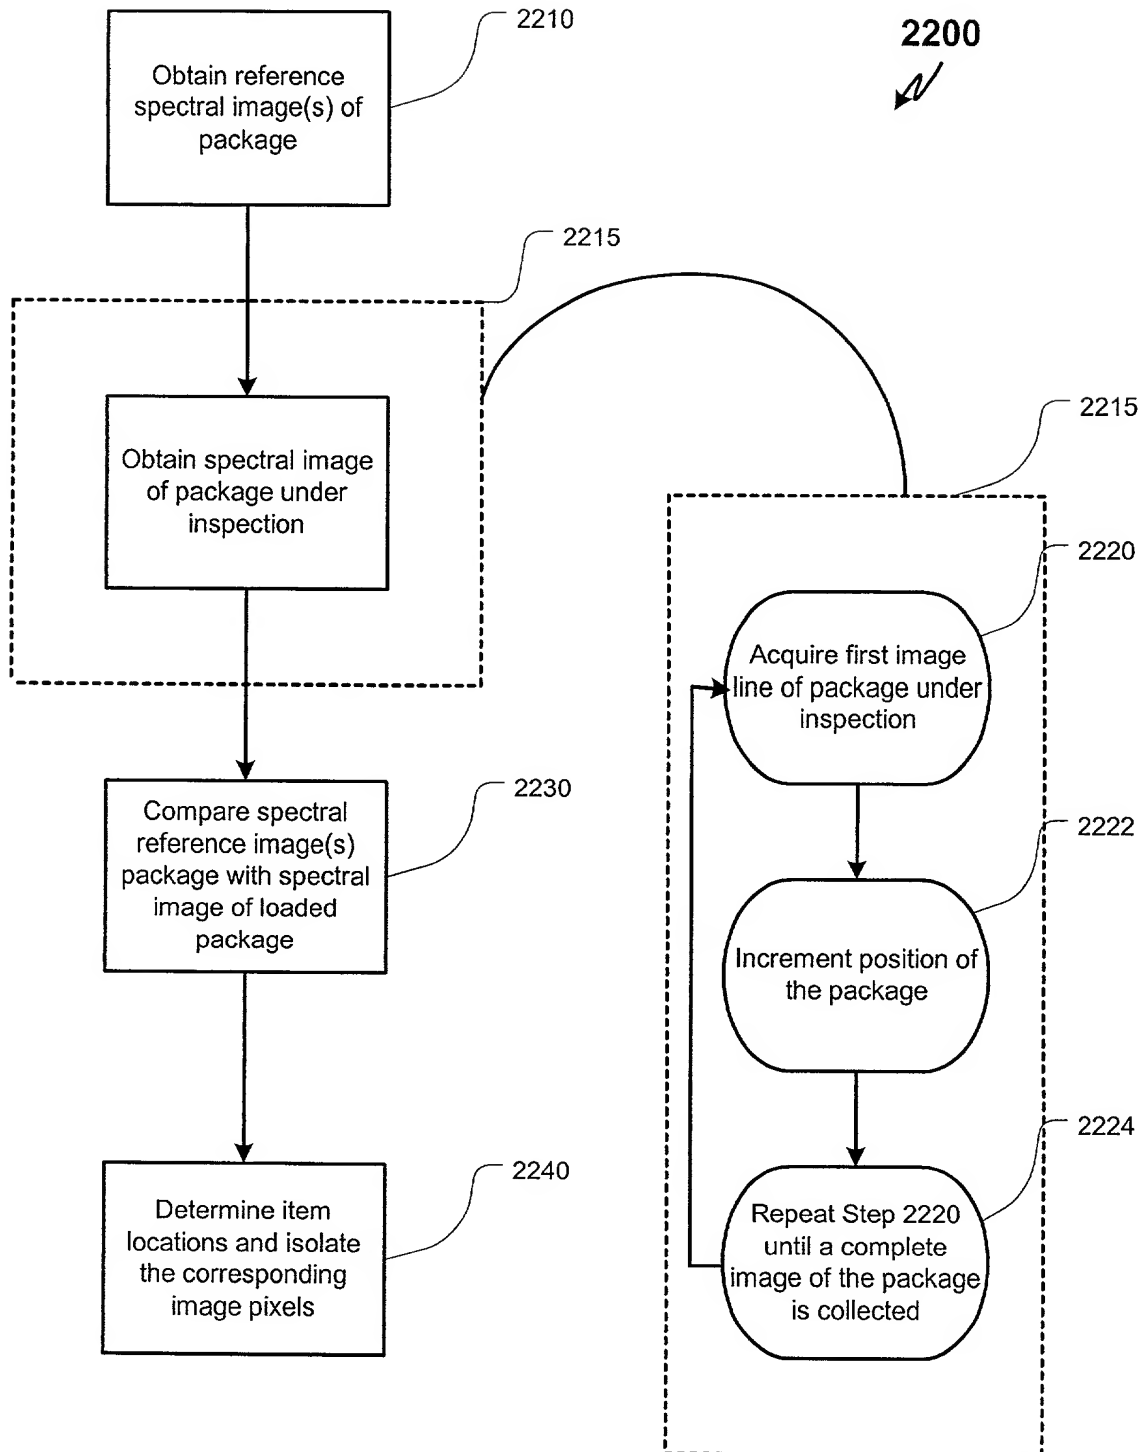 2210
2200
Obtain reference
spectral image(s) of
package
2215
Obtain spectral image
of package under
inspection
2215
2220
Acquire first image
line of package under
inspection
2230
Compare spectral
reference image(s)
package with spectral
image of loaded
package
2222
Increment position of
the package
2224
2240
Determine item
locations and isolate
the corresponding
image pixels
Repeat Step 2220
until a complete
image of the package
is collected